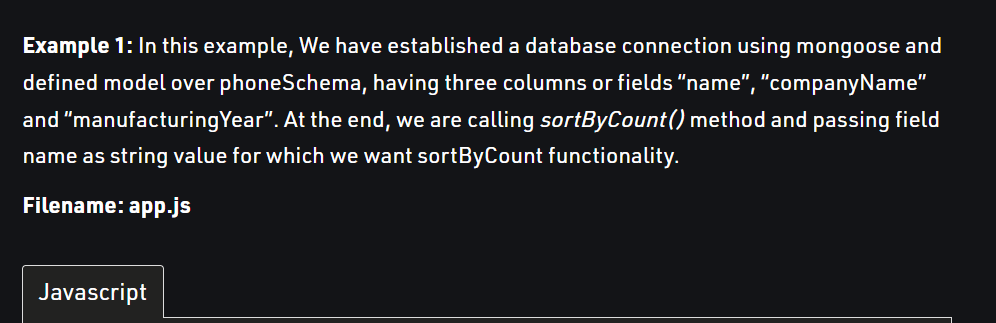 Example 1: In this example, We have established a database connection using mongoose and
defined model over phoneSchema, having three columns or fields “name”, “companyName”
and “manufacturingYear”. At the end, we are calling sortByCount() method and passing field
name as string value for which we want sortByCount functionality.
Filename: app.js
Javascript